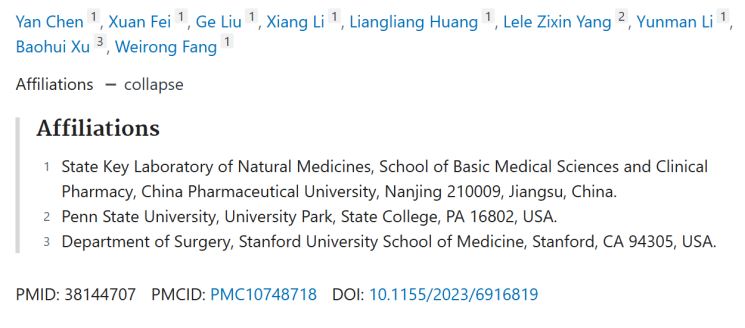 Yan Chen 1, Xuan Fei 1, Ge Liu 1, Xiang Li 1, Liangliang Huang 1, Lele Zixin Yang 2, Yunman Li 1,
Baohui Xu 3, Weirong Fang 1
Affiliations — collapse
Affiliations
1 State Key Laboratory of Natural Medicines, School of Basic Medical Sciences and Clinical
Pharmacy, China Pharmaceutical University, Nanjing 210009, Jiangsu, China.
2 Penn State University, University Park, State College, PA 16802, USA.
3 Department of Surgery, Stanford University School of Medicine, Stanford, CA 94305, USA.
PMID: 38144707 PMCID: PMC10748718 DOI: 10.1155/2023/6916819